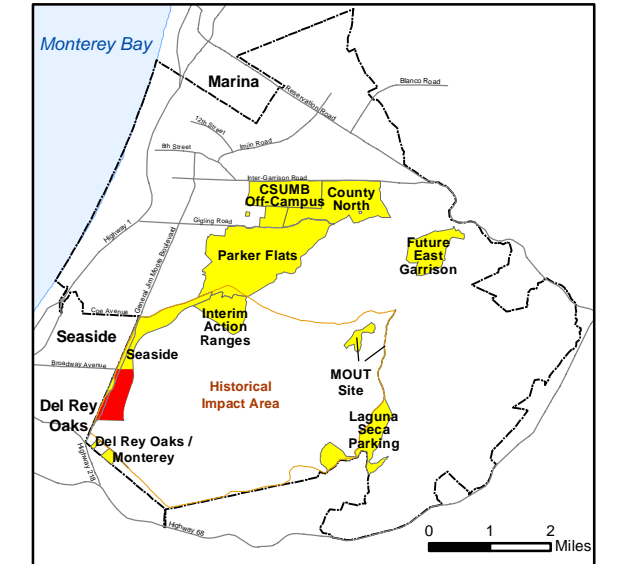 Monterey Bay
Marina
Blanco Road
Reservation Road
12th Street
Imjin Road
8th Street
Inter-Garrison Road
CSUMB
Off-Campus
County
North
Gigling Road
Highway 1
General Jim Moore Boulevard
Parker Flats
Future
East
Garrison
Coe Avenue
Interim
Action
Ranges
Seaside
Seaside
Broadway Avenue
MOUT
Site
Historical
Impact Area
Del Rey
Oaks
Laguna
Seca
Parking
Del Rey Oaks /
Monterey
Highway 218
Highway 68
0 1 2
Miles